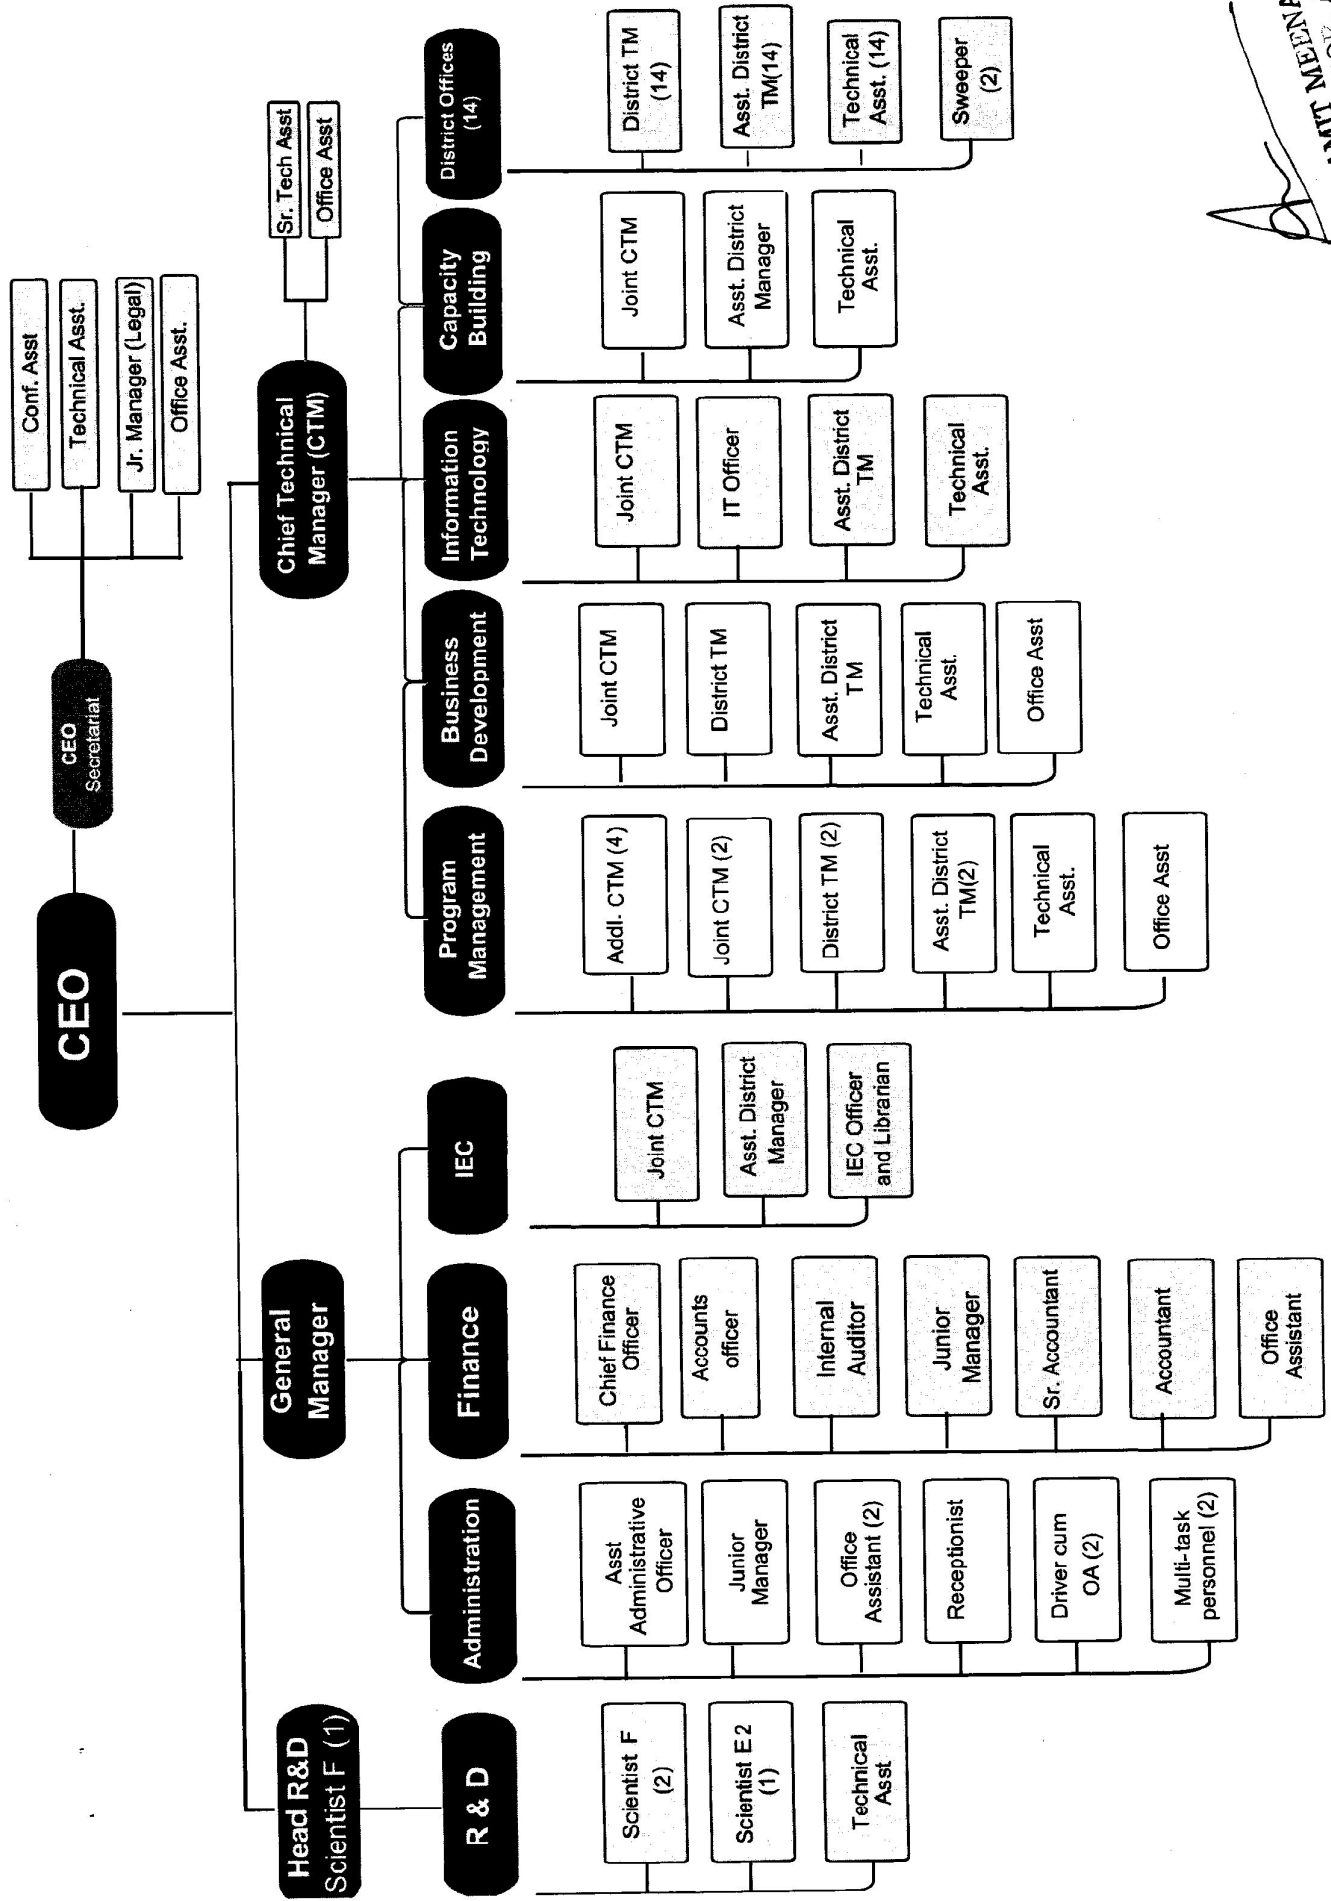 CEO
CEO
Secretariat
Conf. Asst
Technical Asst.
Jr. Manager (Legal)
Office Asst.
Head R&D
Scientist F (1)
General
Manager
Chief Technical
Manager (CTM)
Sr. Tech Asst
Office Asst
R & D
Scientist F
(2)
Scientist E2
(1)
Technical
Asst
Administration
Asst
Administrative
Officer
Junior
Manager
Office
Assistant (2)
Receptionist
Driver cum
OA (2)
Multi-task
personnel (2)
Finance
Chief Finance
Officer
Accounts
officer
Internal
Auditor
Junior
Manager
Sr. Accountant
Accountant
Office
Assistant
IEC
Joint CTM
Asst. District
Manager
IEC Officer
and Librarian
Program
Management
Addl. CTM (4)
Joint CTM (2)
District TM (2)
Asst. District
TM(2)
Technical
Asst.
Office Asst
Business
Development
Joint CTM
District TM
Asst. District
TM
Technical
Asst.
Office Asst
Information
Technology
Joint CTM
IT Officer
Asst. District
TM
Technical
Asst.
Capacity
Building
Joint CTM
Asst. District
Manager
Technical
Asst.
District Offices
(14)
District TM
(14)
Asst. District
TM(14)
Technical
Asst. (14)
Sweeper
(2)
AMIT MEENA